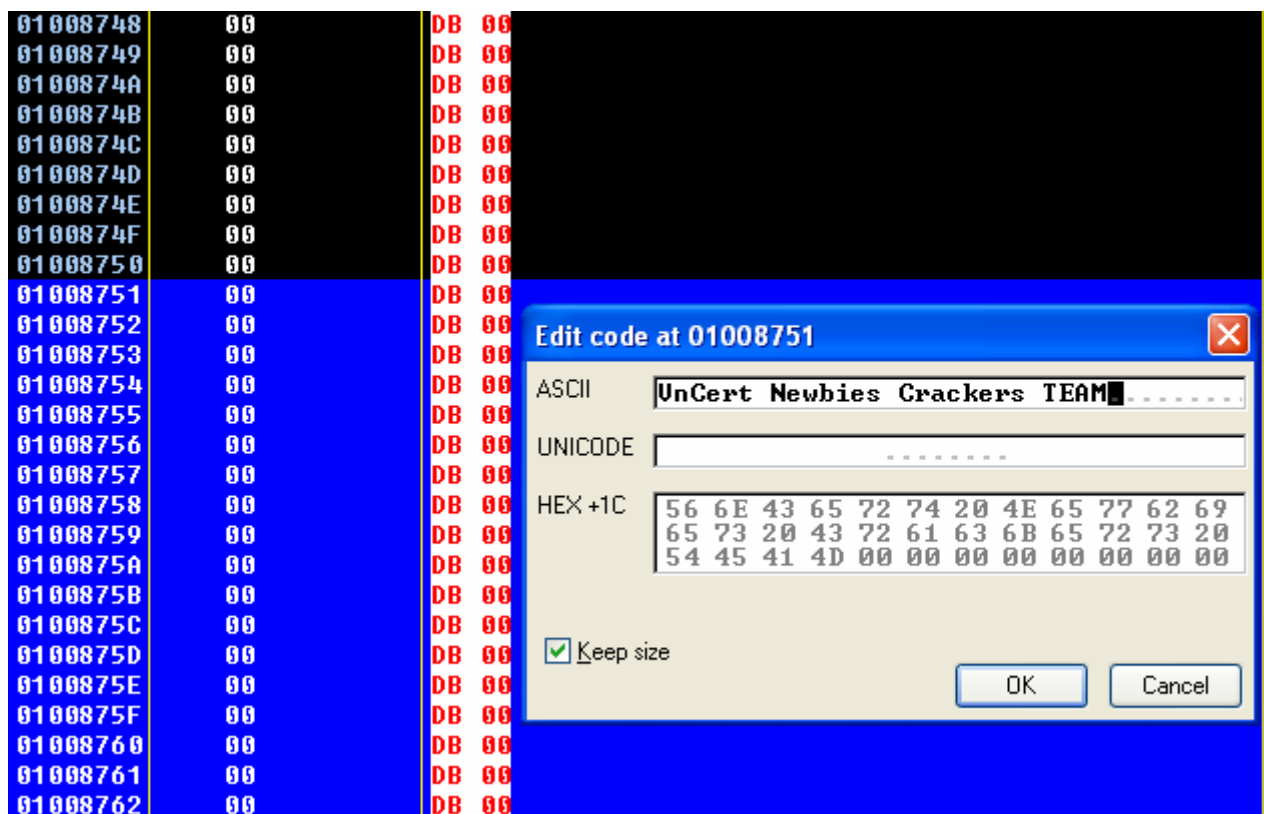 01008748 00 DB 00
01008749 00 DB 00
0100874A 00 DB 00
0100874B 00 DB 00
0100874C 00 DB 00
0100874D 00 DB 00
0100874E 00 DB 00
0100874F 00 DB 00
01008750 00 DB 00
01008751 00 DB 00
01008752 00 DB 00
01008753 00 DB 00
01008754 00 DB 00
01008755 00 DB 00
01008756 00 DB 00
01008757 00 DB 00
01008758 00 DB 00
01008759 00 DB 00
0100875A 00 DB 00
0100875B 00 DB 00
0100875C 00 DB 00
0100875D 00 DB 00
0100875E 00 DB 00
0100875F 00 DB 00
01008760 00 DB 00
01008761 00 DB 00
01008762 00 DB 00
Edit code at 01008751
ASCII VnCert Newbies Crackers TEAM.........
UNICODE ........
HEX +1C 56 6E 43 65 72 74 20 4E 65 77 62 69
65 73 20 43 72 61 63 6B 65 72 73 20
54 45 41 4D 00 00 00 00 00 00 00 00
Keep size
OK Cancel